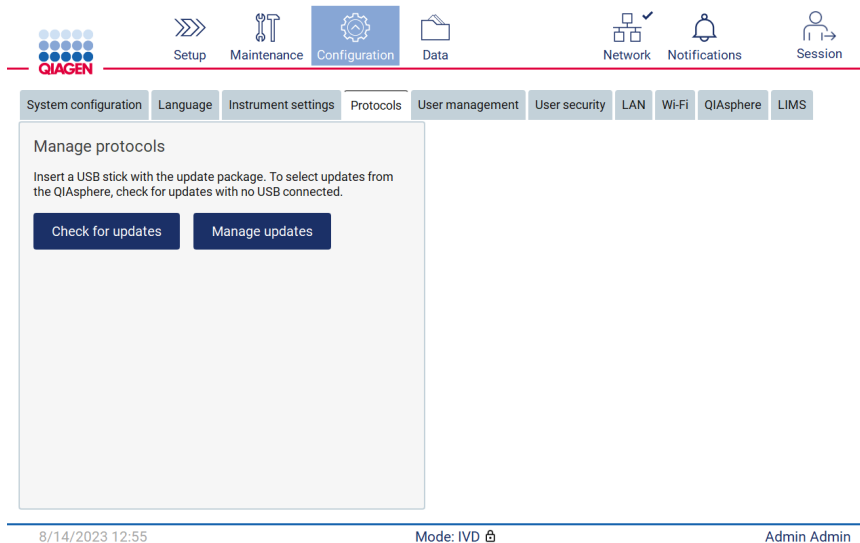 QIAGEN
Setup
Maintenance
Configuration
Data
Network
Notifications
Session
System configuration
Language
Instrument settings
Protocols
User management
User security
LAN
Wi-Fi
QIAsphere
LIMS
Manage protocols
Insert a USB stick with the update package. To select updates from
the QIAsphere, check for updates with no USB connected.
Check for updates
Manage updates
8/14/2023 12:55
Mode: IVD
Admin Admin